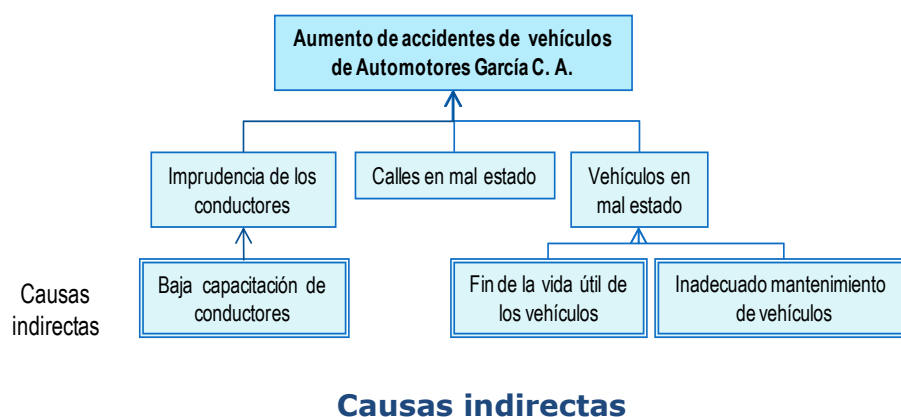 Aumento de accidentes de vehículos
de Automotores García C. A.
Imprudencia de los
conductores
Calles en mal estado
Vehículos en
mal estado
Causas
indirectas
Baja capacitación de
conductores
Fin de la vida útil de
los vehículos
Inadecuado mantenimiento
de vehículos
Causas indirectas